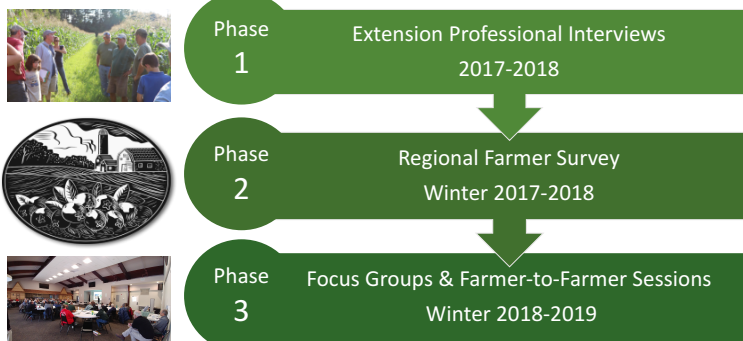 Phase
1
Extension Professional Interviews
2017-2018
Phase
2
Regional Farmer Survey
Winter 2017-2018
Phase
3
Focus Groups & Farmer-to-Farmer Sessions
Winter 2018-2019